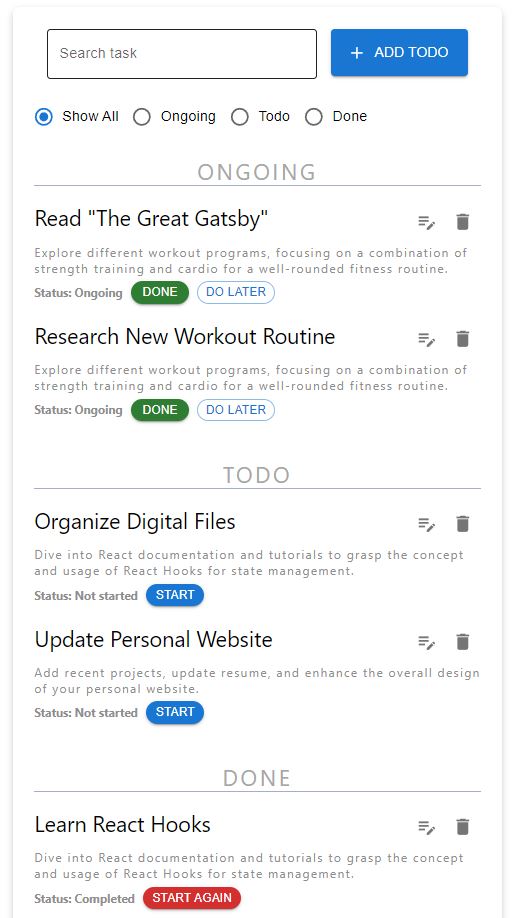 Search task
+ ADD TODO
Show All Ongoing Todo Done
ONGOING
Read "The Great Gatsby"
Explore different workout programs, focusing on a combination of
strength training and cardio for a well-rounded fitness routine.
Status: Ongoing DONE DO LATER
Research New Workout Routine
Explore different workout programs, focusing on a combination of
strength training and cardio for a well-rounded fitness routine.
Status: Ongoing DONE DO LATER
TODO
Organize Digital Files
Dive into React documentation and tutorials to grasp the concept
and usage of React Hooks for state management.
Status: Not started START
Update Personal Website
Add recent projects, update resume, and enhance the overall design
of your personal website.
Status: Not started START
DONE
Learn React Hooks
Dive into React documentation and tutorials to grasp the concept
and usage of React Hooks for state management.
Status: Completed START AGAIN